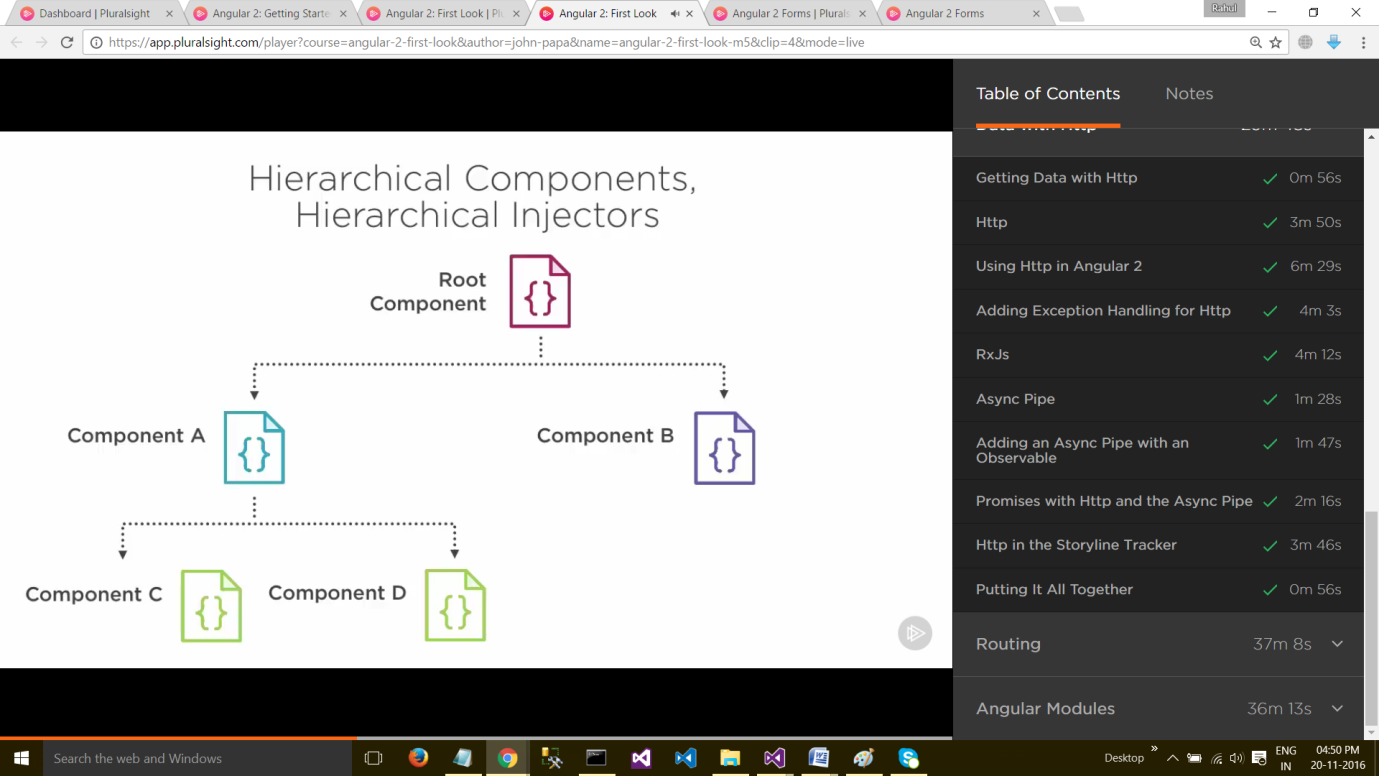 Dashboard | Pluralsight
Angular 2: Getting Starte
Angular 2: First Look | Pl
Angular 2: First Look
Angular 2 Forms | Plurals
Angular 2 Forms
Rahul
https://app.pluralsight.com/player?course=angular-2-first-look&author=john-papa&name=angular-2-first-look-m5&clip=4&mode=live
Hierarchical Components,
Hierarchical Injectors
Root
Component
Component A
Component B
Component C
Component D
Table of Contents
Notes
Data with Http
Getting Data with Http 0m 56s
Http 3m 50s
Using Http in Angular 2 6m 29s
Adding Exception Handling for Http 4m 3s
RxJs 4m 12s
Async Pipe 1m 28s
Adding an Async Pipe with an 1m 47s
Observable
Promises with Http and the Async Pipe 2m 16s
Http in the Storyline Tracker 3m 46s
Putting It All Together 0m 56s
Routing 37m 8s
Angular Modules 36m 13s
Search the web and Windows
Desktop
ENG
IN
04:50 PM
20-11-2016